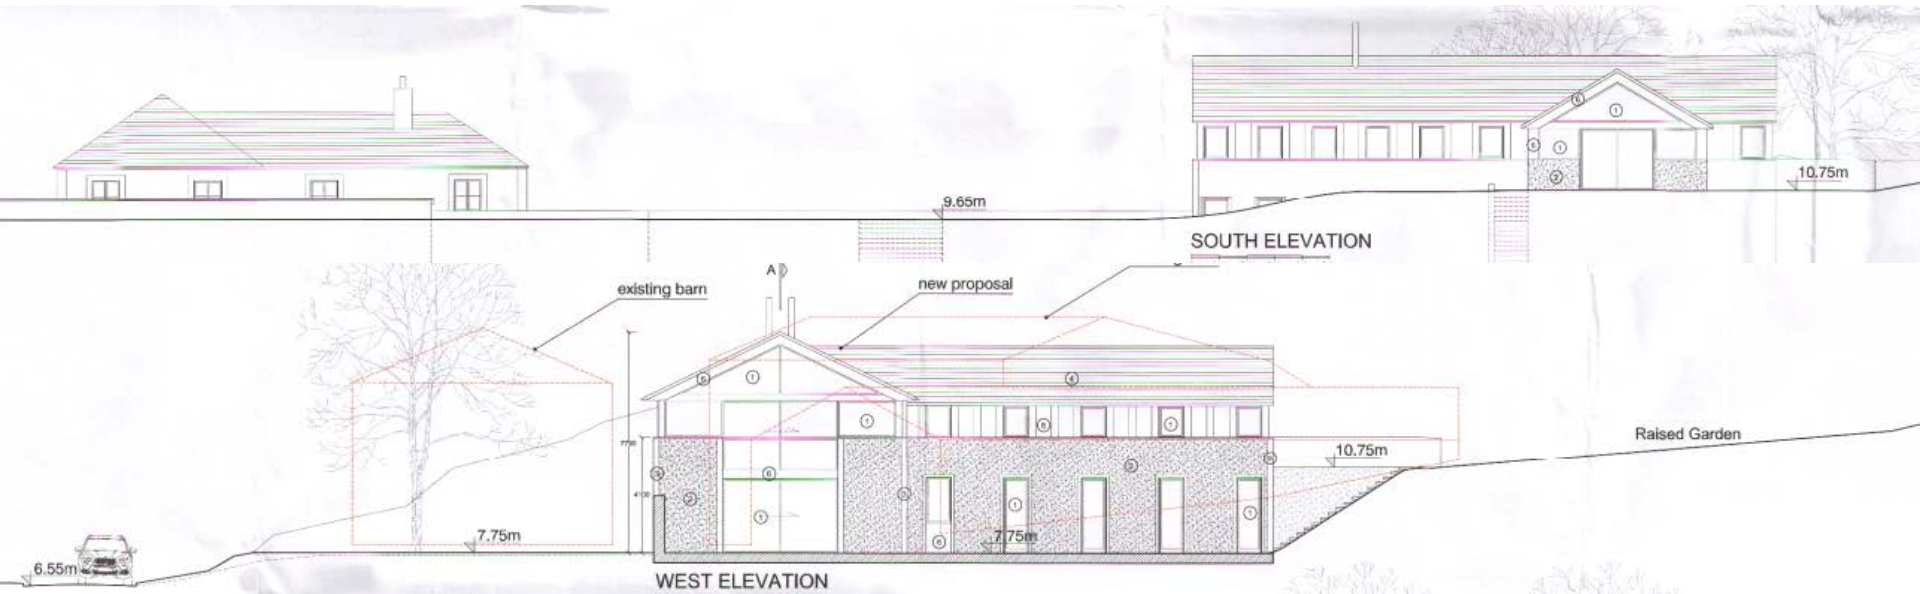 9.65m
10.75m
SOUTH ELEVATION
A
existing barn
new proposal
Raised Garden
10.75m
7.75m
7.75m
6.55m
WEST ELEVATION